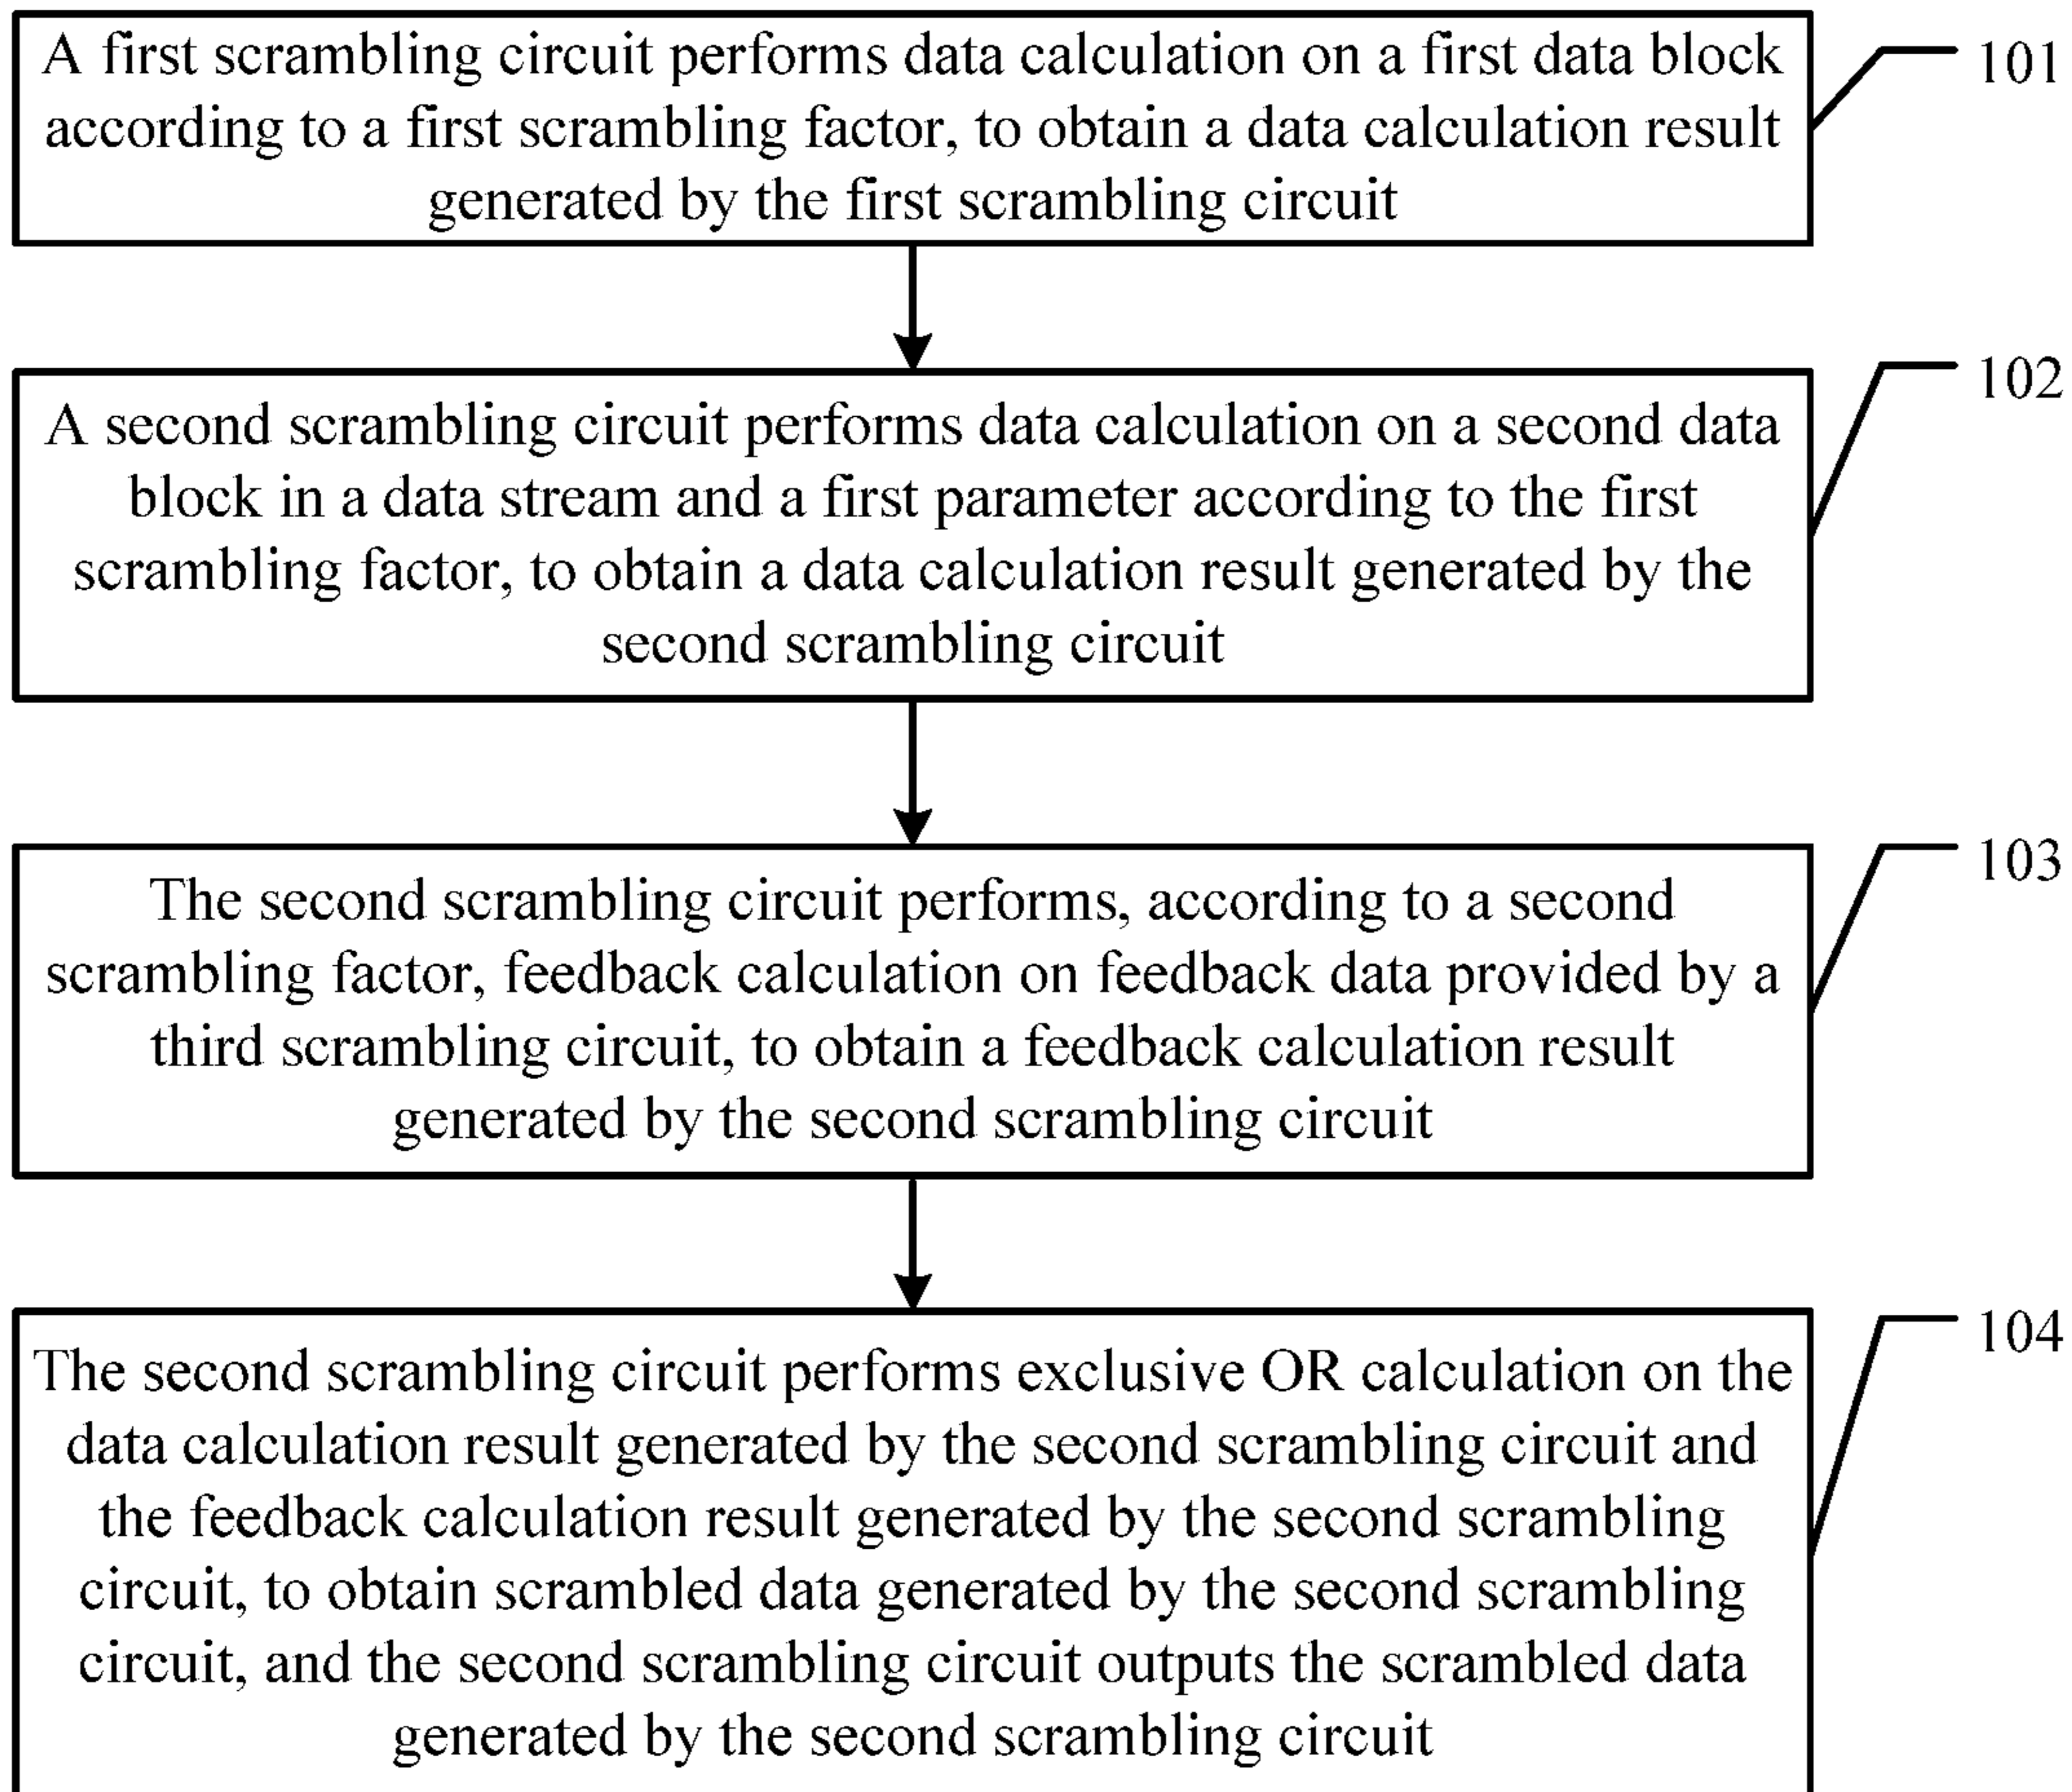 A first scrambling circuit performs data calculation on a first data block
according to a first scrambling factor, to obtain a data calculation result
generated by the first scrambling circuit
101
A second scrambling circuit performs data calculation on a second data
block in a data stream and a first parameter according to the first
scrambling factor, to obtain a data calculation result generated by the
second scrambling circuit
102
The second scrambling circuit performs, according to a second
scrambling factor, feedback calculation on feedback data provided by a
third scrambling circuit, to obtain a feedback calculation result
generated by the second scrambling circuit
103
The second scrambling circuit performs exclusive OR calculation on the
data calculation result generated by the second scrambling circuit and
the feedback calculation result generated by the second scrambling
circuit, to obtain scrambled data generated by the second scrambling
circuit, and the second scrambling circuit outputs the scrambled data
generated by the second scrambling circuit
104